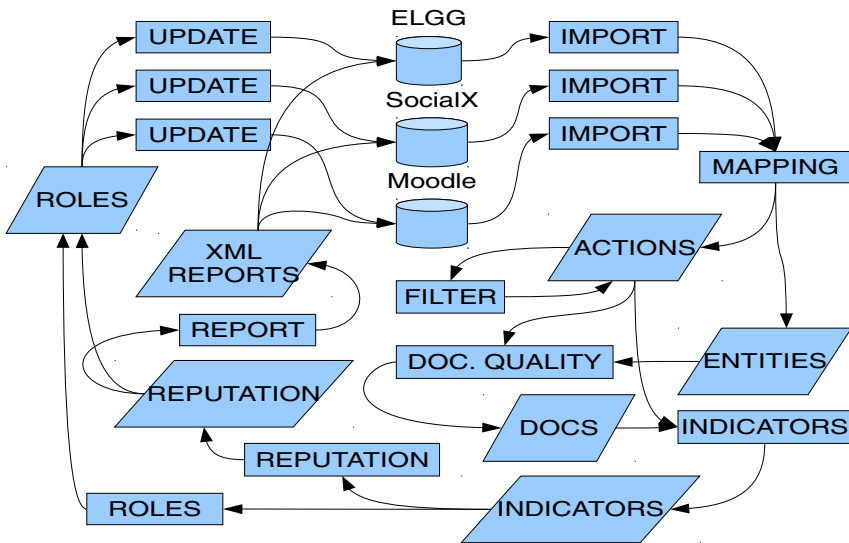 ELGG
UPDATE
IMPORT
UPDATE
SocialX
IMPORT
UPDATE
IMPORT
MAPPING
Moodle
ROLES
XML
REPORTS
ACTIONS
FILTER
REPORT
DOC. QUALITY
ENTITIES
REPUTATION
DOCS
INDICATORS
REPUTATION
ROLES
INDICATORS